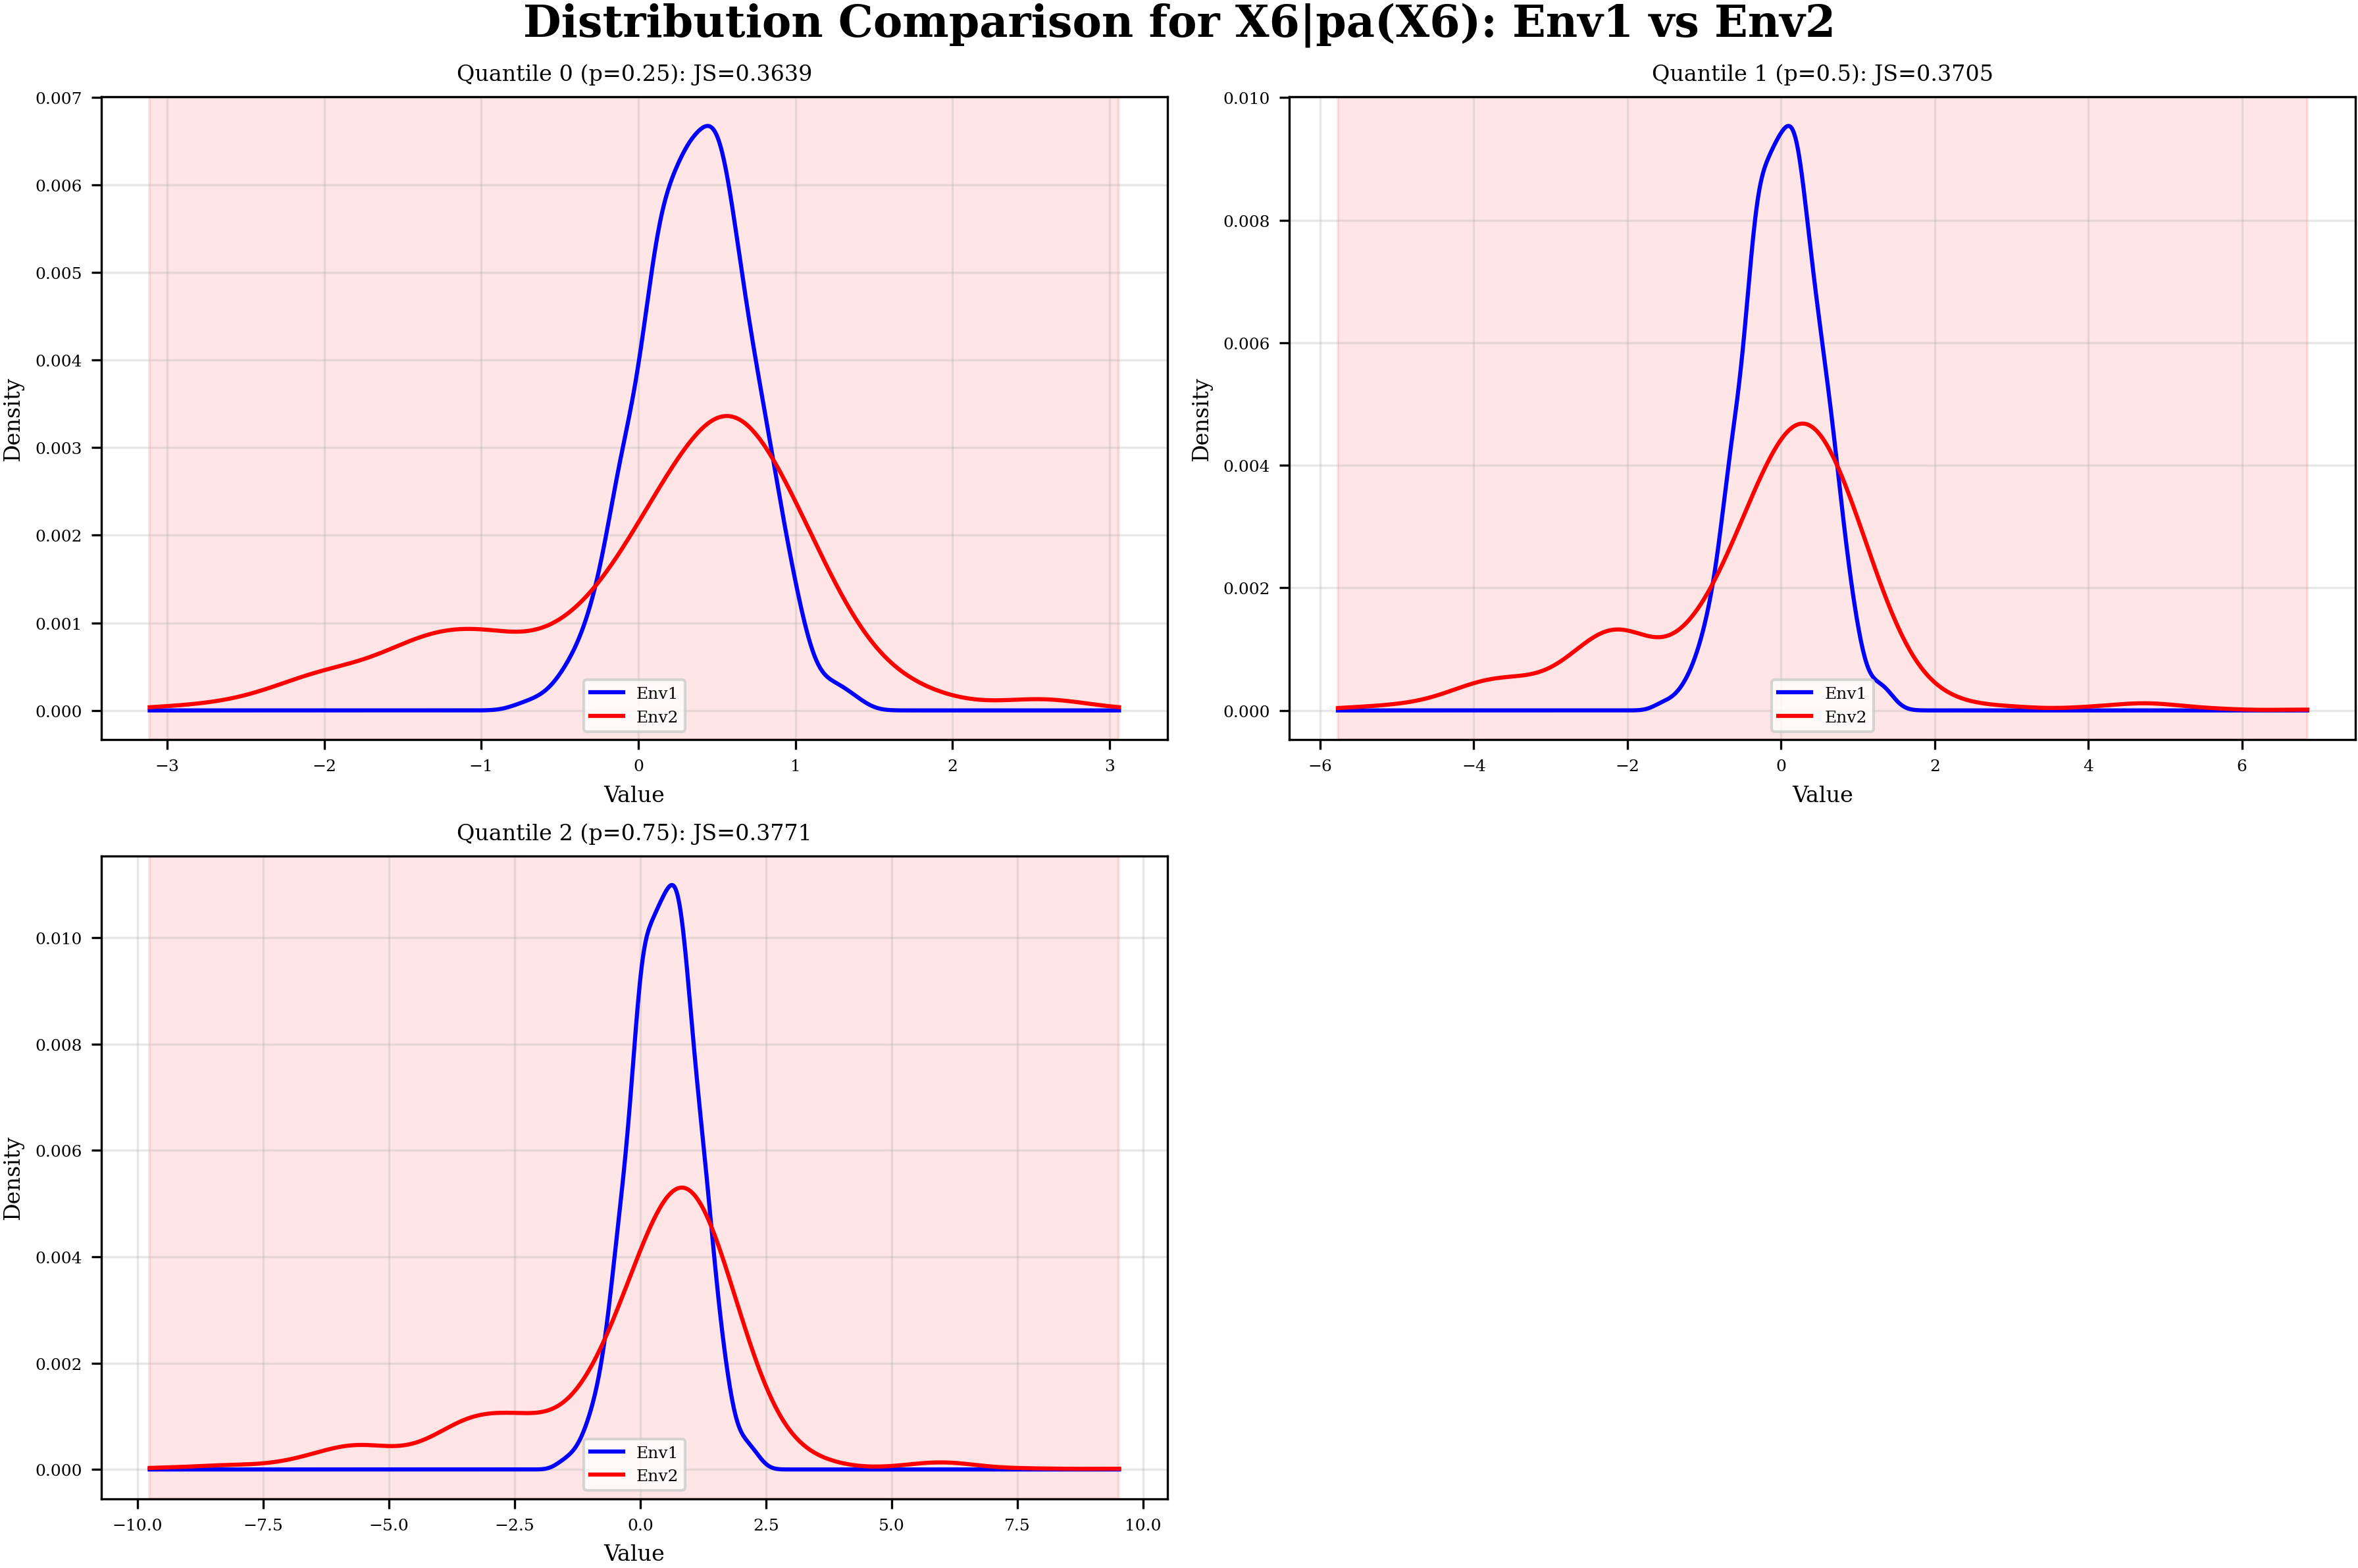 Distribution Comparison for X6|pa(X6): Env1 vs Env2
Quantile 0 (p=0.25): JS=0.3639
0.007
0.006
0.005
0.004
0.003
0.002
0.001
0.000
Density
Env1
Env2
−3
−2
−1
0
1
2
3
Value
Quantile 1 (p=0.5): JS=0.3705
0.010
0.008
0.006
0.004
0.002
0.000
Density
Env1
Env2
−6
−4
−2
0
2
4
6
Value
Quantile 2 (p=0.75): JS=0.3771
0.010
0.008
0.006
0.004
0.002
0.000
Density
Env1
Env2
−10.0
−7.5
−5.0
−2.5
0.0
2.5
5.0
7.5
10.0
Value